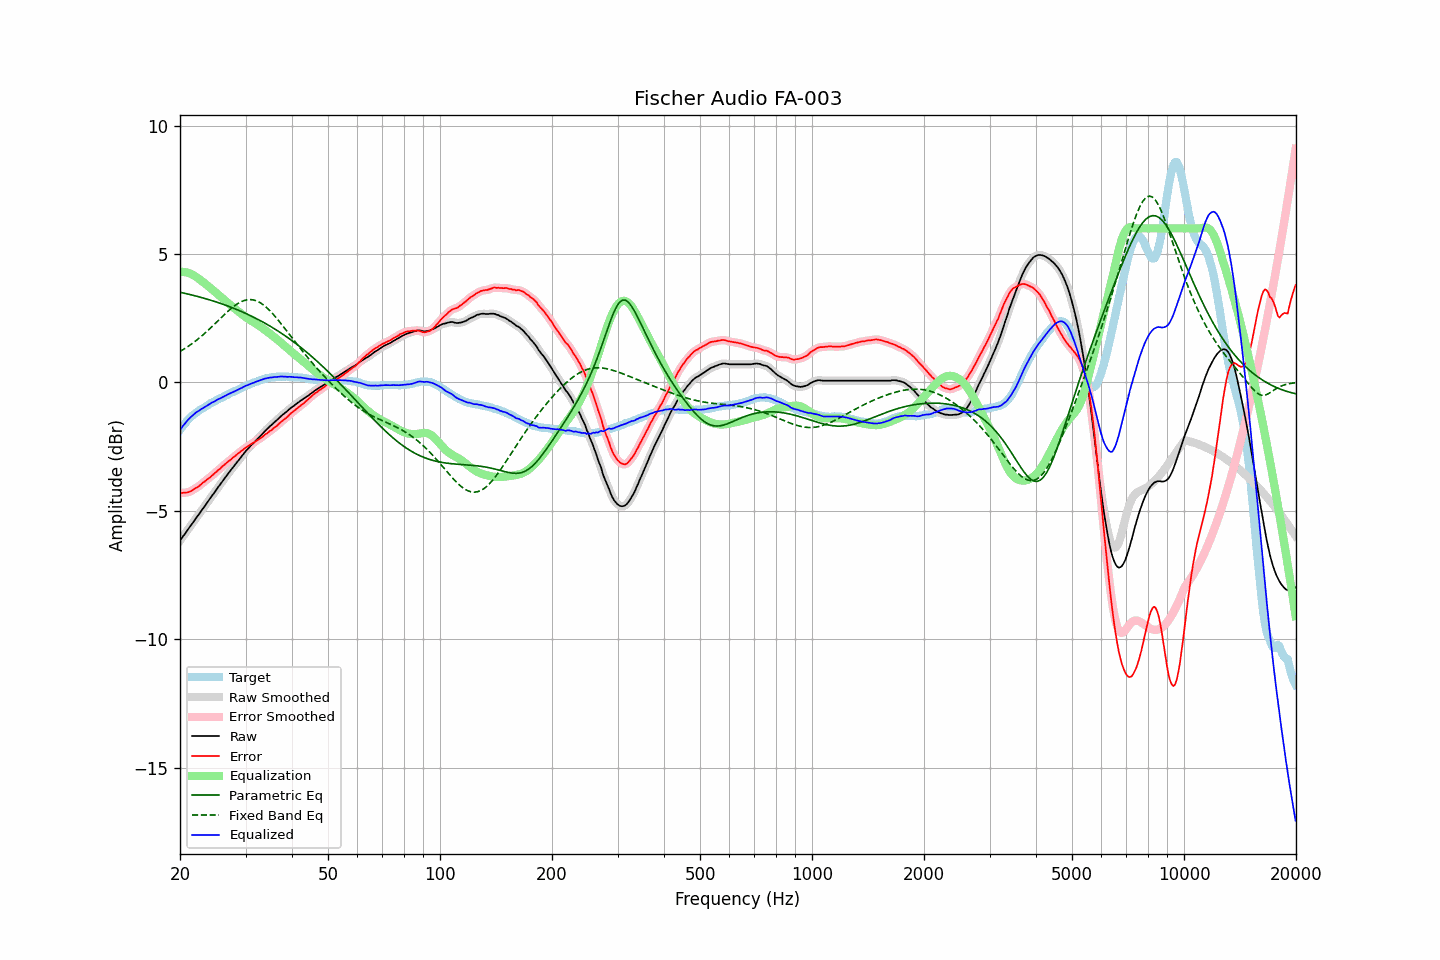 Fischer Audio FA-003
10
5
0
−5
−10
−15
Amplitude (dBr)
Target
Raw Smoothed
Error Smoothed
Raw
Error
Equalization
Parametric Eq
Fixed Band Eq
Equalized
20 50 100 200 500 1000 2000 5000 10000 20000
Frequency (Hz)